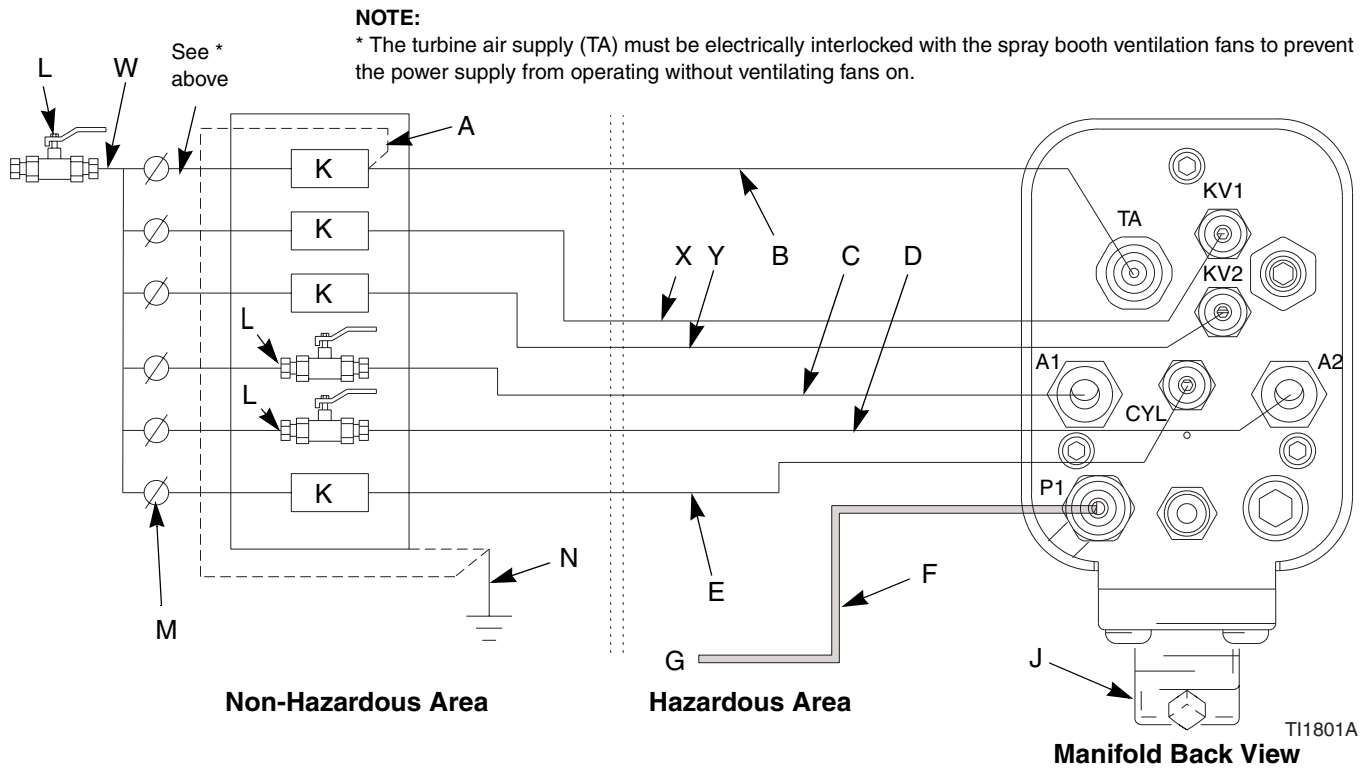 NOTE:
* The turbine air supply (TA) must be electrically interlocked with the spray booth ventilation fans to prevent
the power supply from operating without ventilating fans on.
See *
above
L
W
A
K
KV1
TA
K
B
X
Y
C
D
KV2
K
L
A1
A2
L
CYL
K
P1
N
E
F
M
G
J
Non-Hazardous Area
Hazardous Area
TI1801A
Manifold Back View